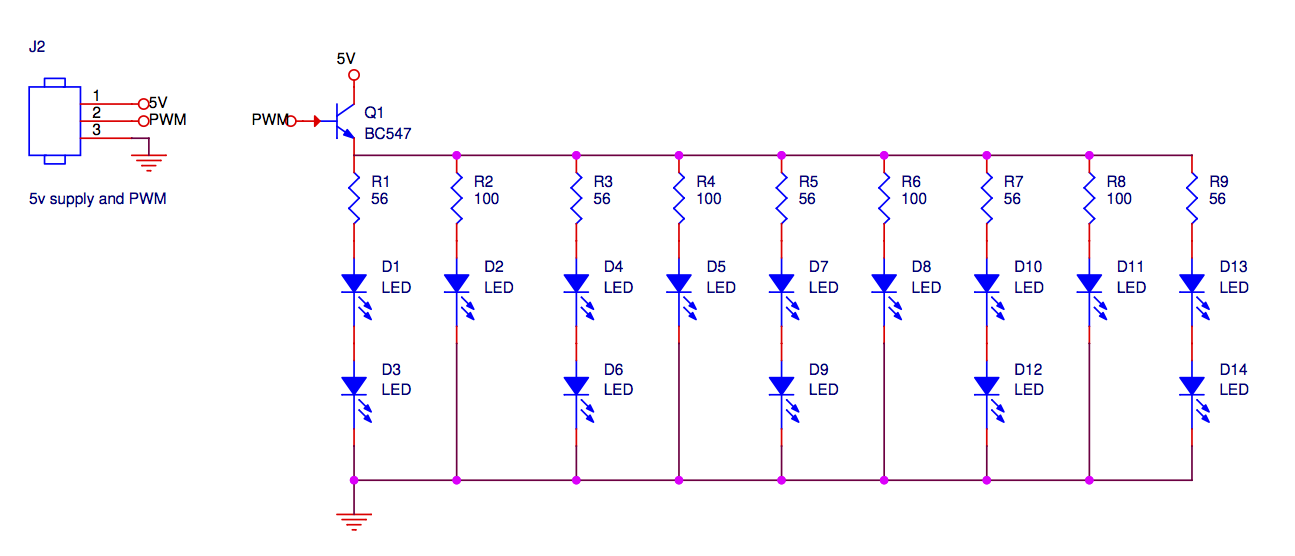 J2
1
5V
2
PWM
3
5v supply and PWM
5V
PWM
Q1
BC547
R1
56
R2
100
R3
56
R4
100
R5
56
R6
100
R7
56
R8
100
R9
56
D1
LED
D2
LED
D4
LED
D5
LED
D7
LED
D8
LED
D10
LED
D11
LED
D13
LED
D3
LED
D6
LED
D9
LED
D12
LED
D14
LED